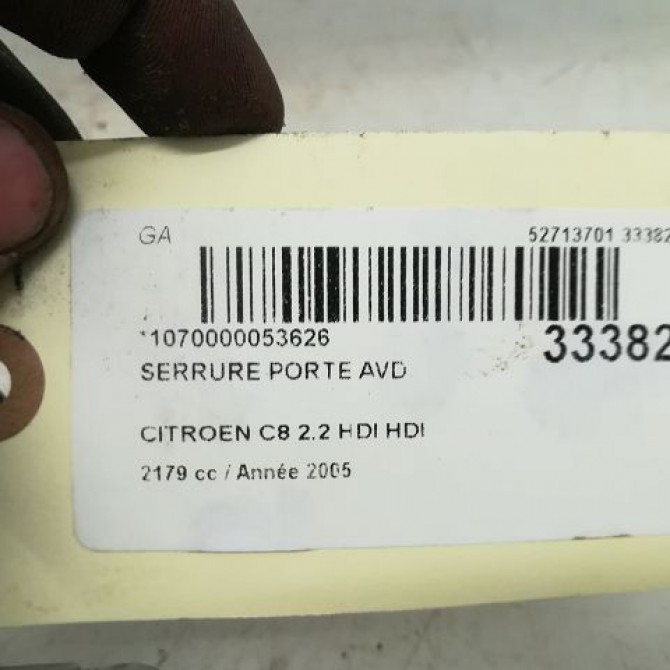 GA
52713701 33382
*1070000053626
33382
SERRURE PORTE AVD
CITROEN C8 2.2 HDI HDI
2179 cc / Année 2005